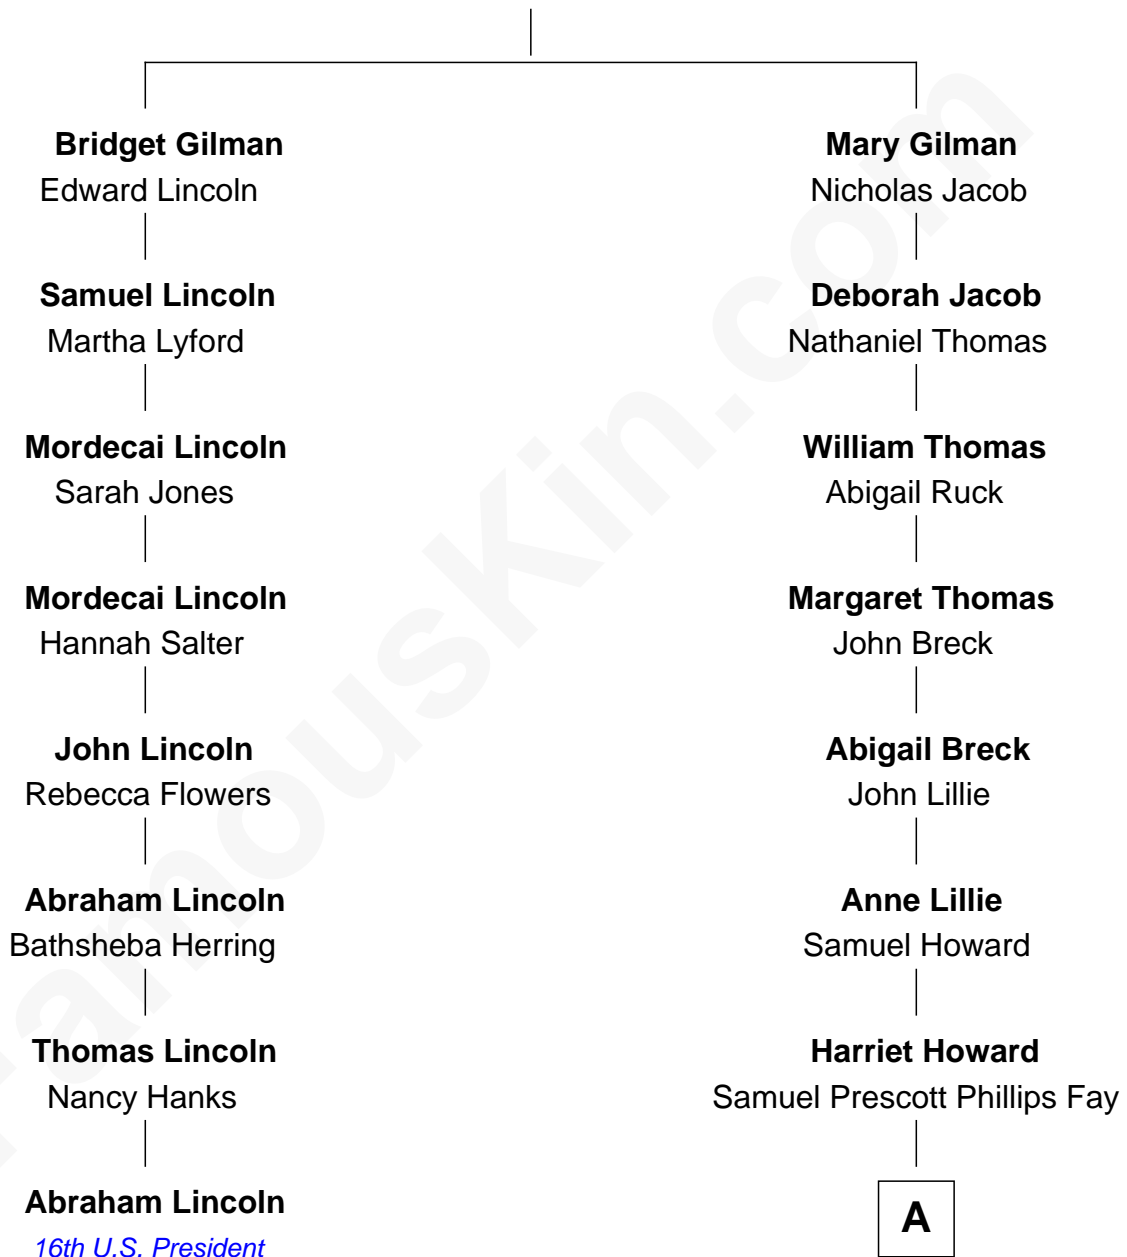 Bridget Gilman
Edward Lincoln
Samuel Lincoln
Martha Lyford
Mordecai Lincoln
Sarah Jones
Mordecai Lincoln
Hannah Salter
John Lincoln
Rebecca Flowers
Abraham Lincoln
Bathsheba Herring
Thomas Lincoln
Nancy Hanks
Abraham Lincoln
16th U.S. President
Mary Gilman
Nicholas Jacob
Deborah Jacob
Nathaniel Thomas
William Thomas
Abigail Ruck
Margaret Thomas
John Breck
Abigail Breck
John Lillie
Anne Lillie
Samuel Howard
Harriet Howard
Samuel Prescott Phillips Fay
A
FamousKin.com